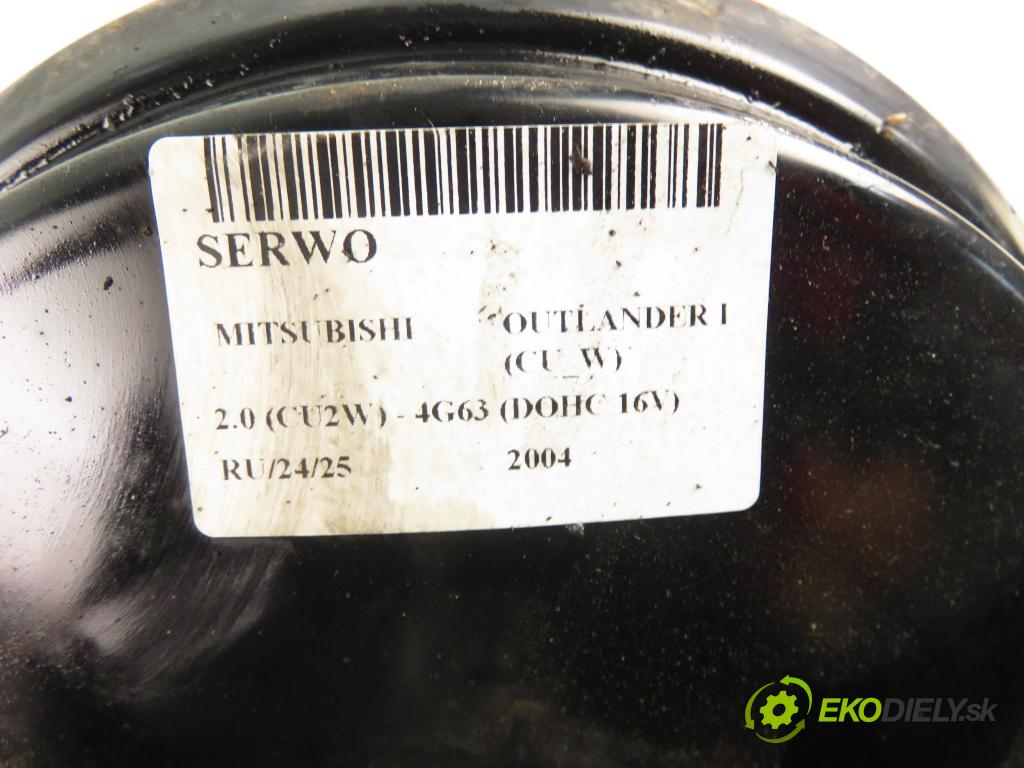 SERWO
MITSUBISHI OUTLANDER I
(CU_W)
2.0 (CU2W) - 4G63 (DOHC 16V)
RU/24/25 2004
EKODIELY.sk